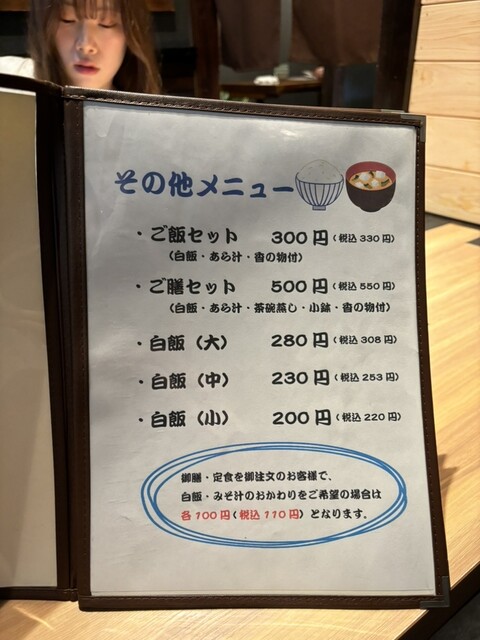 その他メニュー
・ご飯セット 300円(税込330円)
(白飯・あら汁・香の物付)
・ご膳セット 500円(税込550円)
(白飯・あら汁・茶碗蒸し・小鉢・香の物付)
・白飯(大) 280円(税込308円)
・白飯(中) 230円(税込253円)
・白飯(小) 200円(税込220円)
御膳・定食を御注文のお客様で、
白飯・みそ汁のおかわりをご希望の場合は
各100円(税込110円)となります。